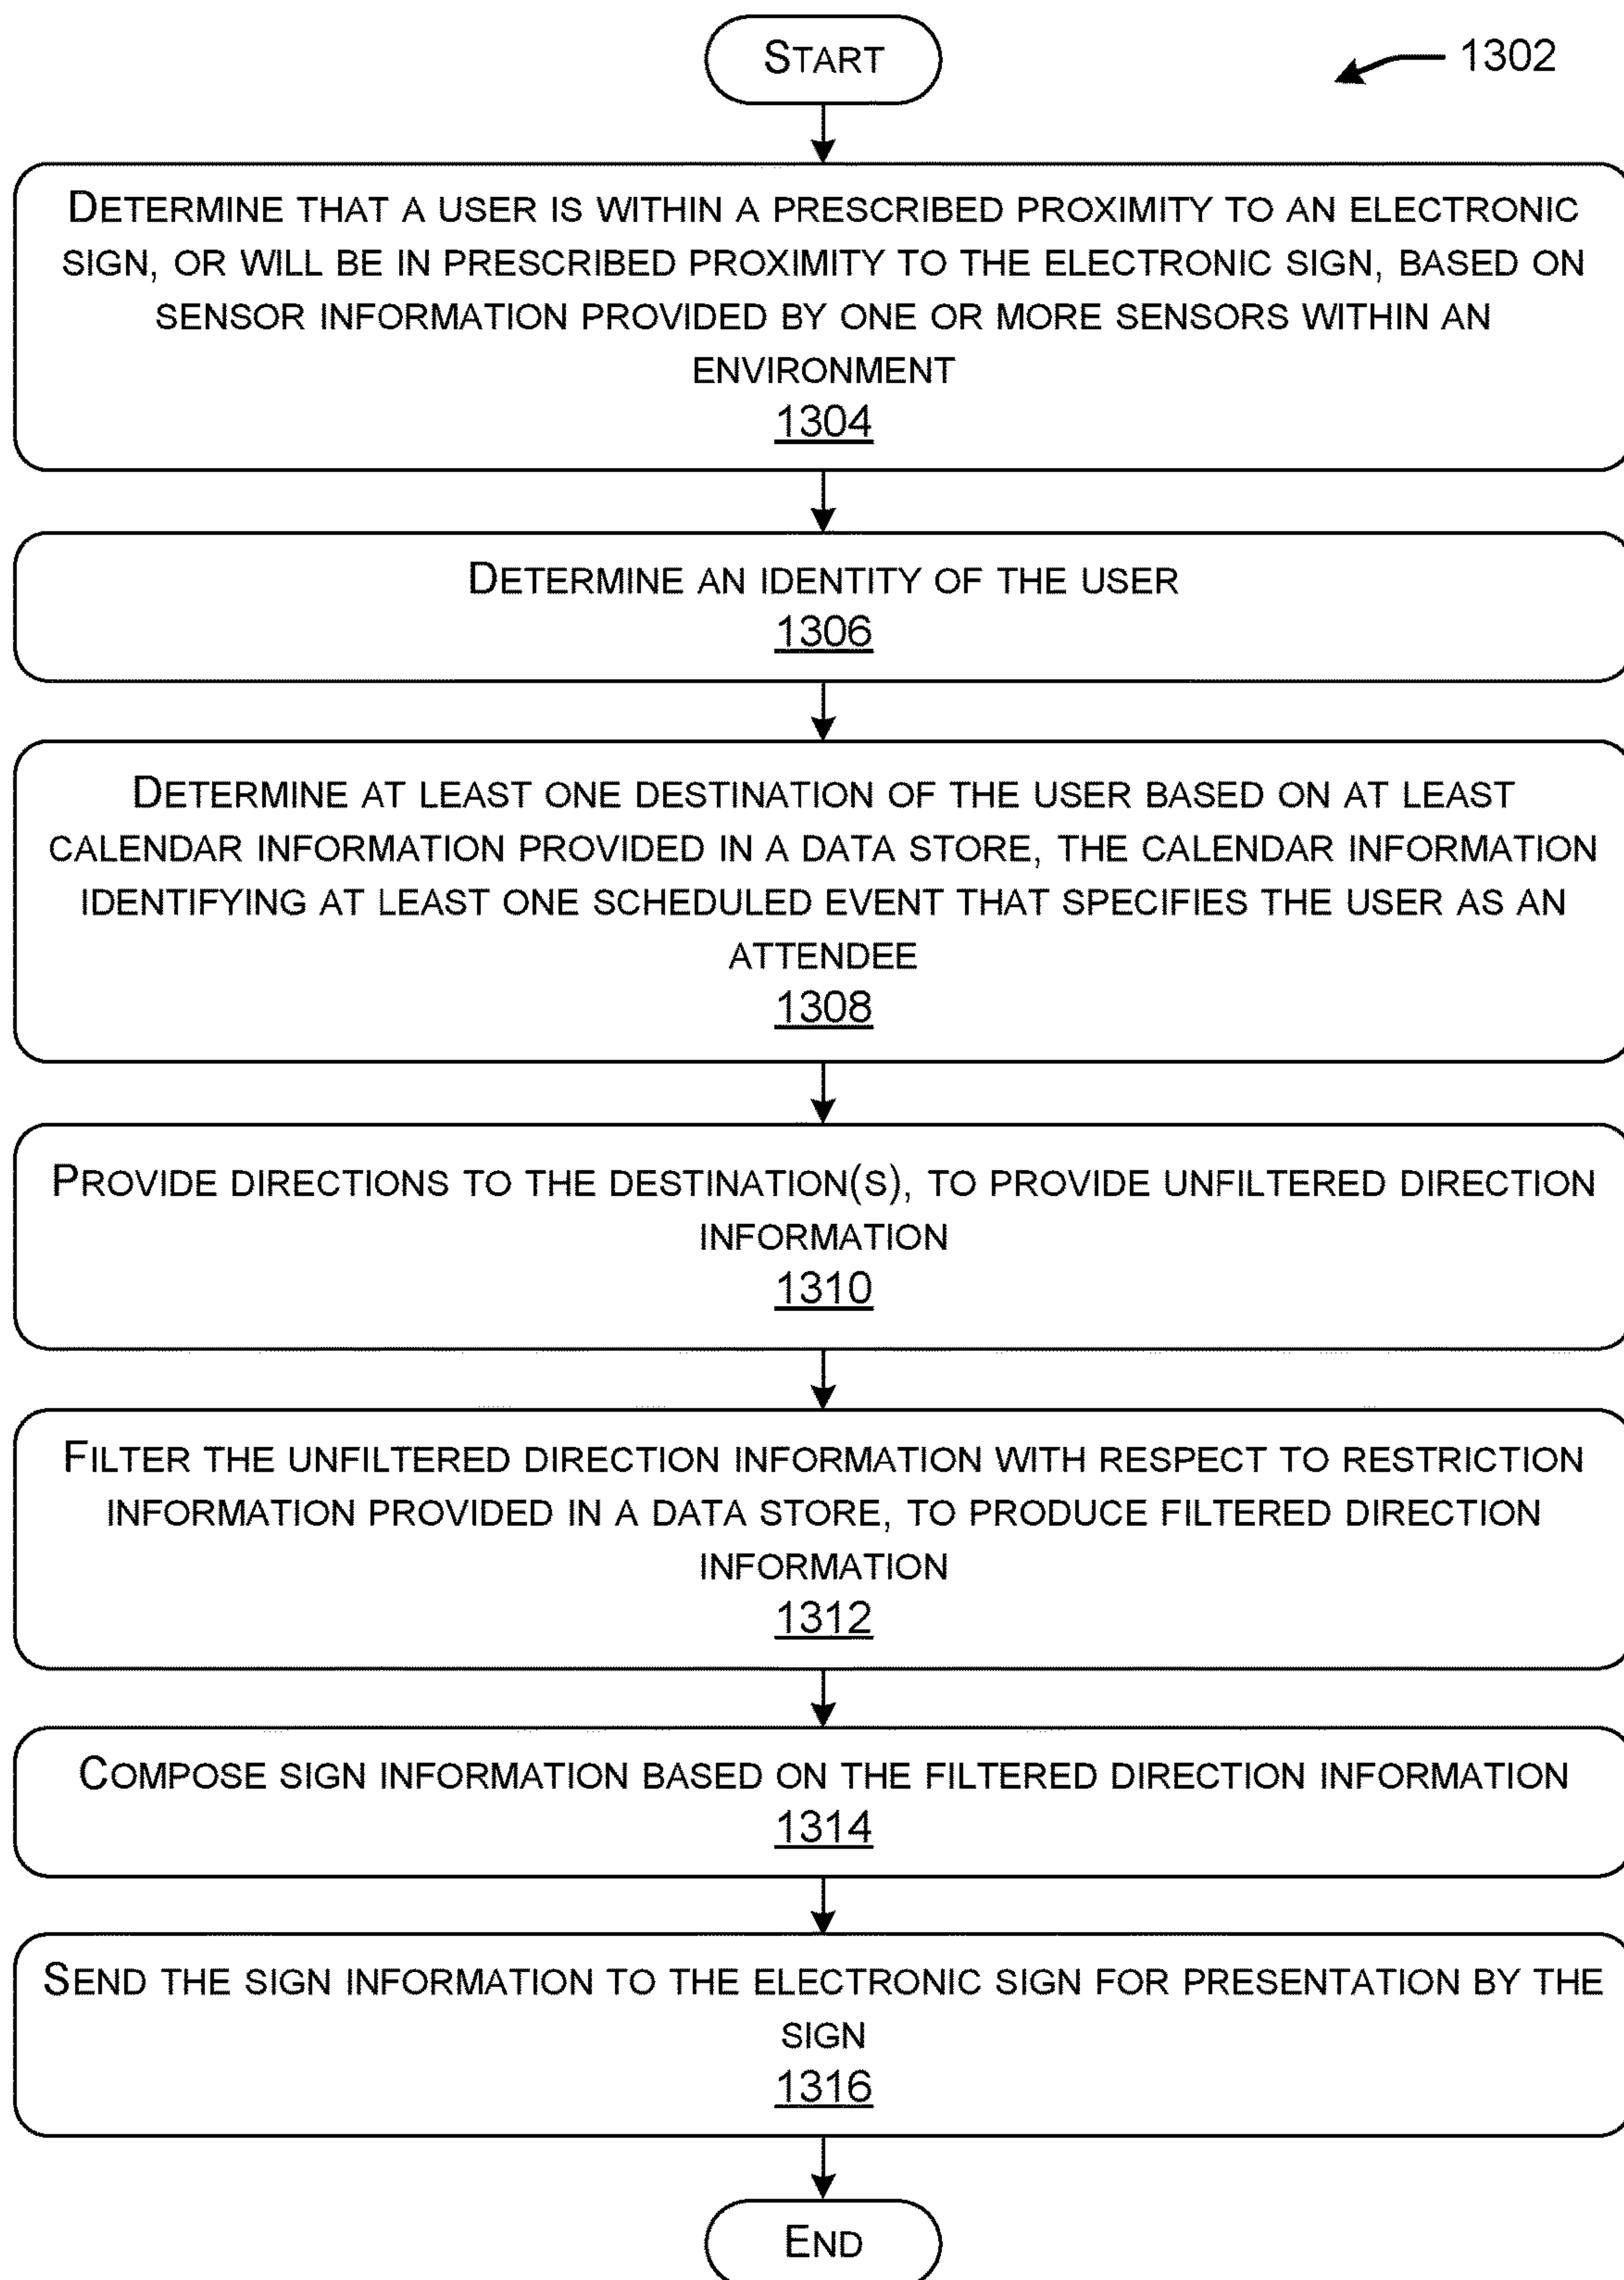 START
1302
DETERMINE THAT A USER IS WITHIN A PRESCRIBED PROXIMITY TO AN ELECTRONIC
SIGN, OR WILL BE IN PRESCRIBED PROXIMITY TO THE ELECTRONIC SIGN, BASED ON
SENSOR INFORMATION PROVIDED BY ONE OR MORE SENSORS WITHIN AN
ENVIRONMENT
1304
DETERMINE AN IDENTITY OF THE USER
1306
DETERMINE AT LEAST ONE DESTINATION OF THE USER BASED ON AT LEAST
CALENDAR INFORMATION PROVIDED IN A DATA STORE, THE CALENDAR INFORMATION
IDENTIFYING AT LEAST ONE SCHEDULED EVENT THAT SPECIFIES THE USER AS AN
ATTENDEE
1308
PROVIDE DIRECTIONS TO THE DESTINATION(S), TO PROVIDE UNFILTERED DIRECTION
INFORMATION
1310
FILTER THE UNFILTERED DIRECTION INFORMATION WITH RESPECT TO RESTRICTION
INFORMATION PROVIDED IN A DATA STORE, TO PRODUCE FILTERED DIRECTION
INFORMATION
1312
COMPOSE SIGN INFORMATION BASED ON THE FILTERED DIRECTION INFORMATION
1314
SEND THE SIGN INFORMATION TO THE ELECTRONIC SIGN FOR PRESENTATION BY THE
SIGN
1316
END